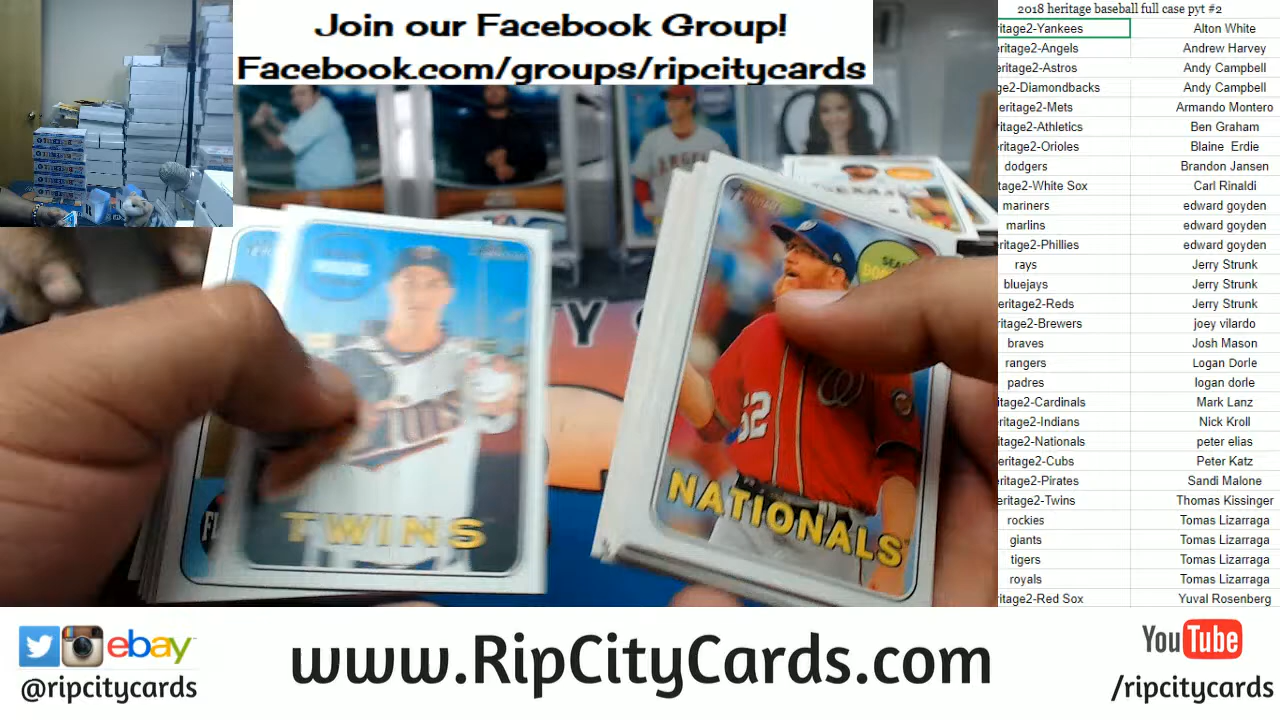 Join our Facebook Group!
Facebook.com/groups/ripcitycards
2018 heritage baseball full case pyt #2
ritage2-Yankees Alton White
eritage2-Angels Andrew Harvey
eritage2-Astros Andy Campbell
ge2-Diamondbacks Andy Campbell
eritage2-Mets Armando Montero
ritage2-Athletics Ben Graham
eritage2-Orioles Blaine Erdie
dodgers Brandon Jansen
tage2-White Sox Carl Rinaldi
mariners edward goyden
marlins edward goyden
eritage2-Phillies edward goyden
rays Jerry Strunk
bluejays Jerry Strunk
eritage2-Reds Jerry Strunk
ritage2-Brewers joey vilardo
braves Josh Mason
rangers Logan Dorle
padres logan dorle
itage2-Cardinals Mark Lanz
eritage2-Indians Nick Kroll
itage2-Nationals peter elias
eritage2-Cubs Peter Katz
eritage2-Pirates Sandi Malone
eritage2-Twins Thomas Kissinger
rockies Tomas Lizarraga
giants Tomas Lizarraga
tigers Tomas Lizarraga
royals Tomas Lizarraga
eritage2-Red Sox Yuval Rosenberg
ANGELS
Y
52
NATIONALS
TWINS
ebay
@ripcitycards
www.RipCityCards.com
YouTube
/ripcitycards